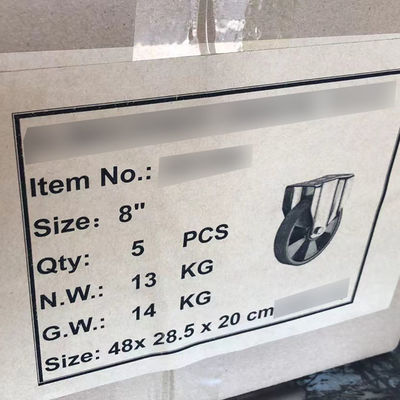 Item No.:
Size: 8"
Qty: 5 PCS
N.W.: 13 KG
G.W.: 14 KG
Size: 48x 28.5 x 20 cm